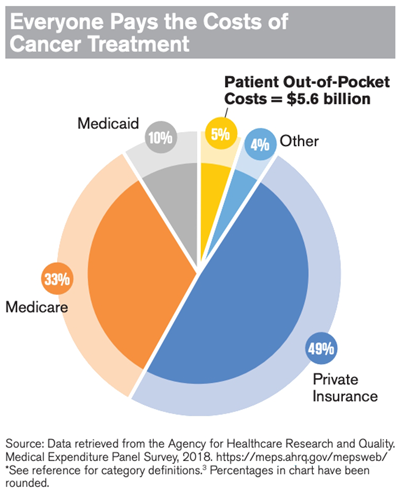 Everyone Pays the Costs of
Cancer Treatment
Patient Out-of-Pocket
Costs = $5.6 billion
Medicaid
10%
5%
4%
Other
33%
Medicare
49%
Private
Insurance
Source: Data retrieved from the Agency for Healthcare Research and Quality.
Medical Expenditure Panel Survey, 2018. https://meps.ahrq.gov/mepsweb/
*See reference for category definitions.³ Percentages in chart have been
rounded.